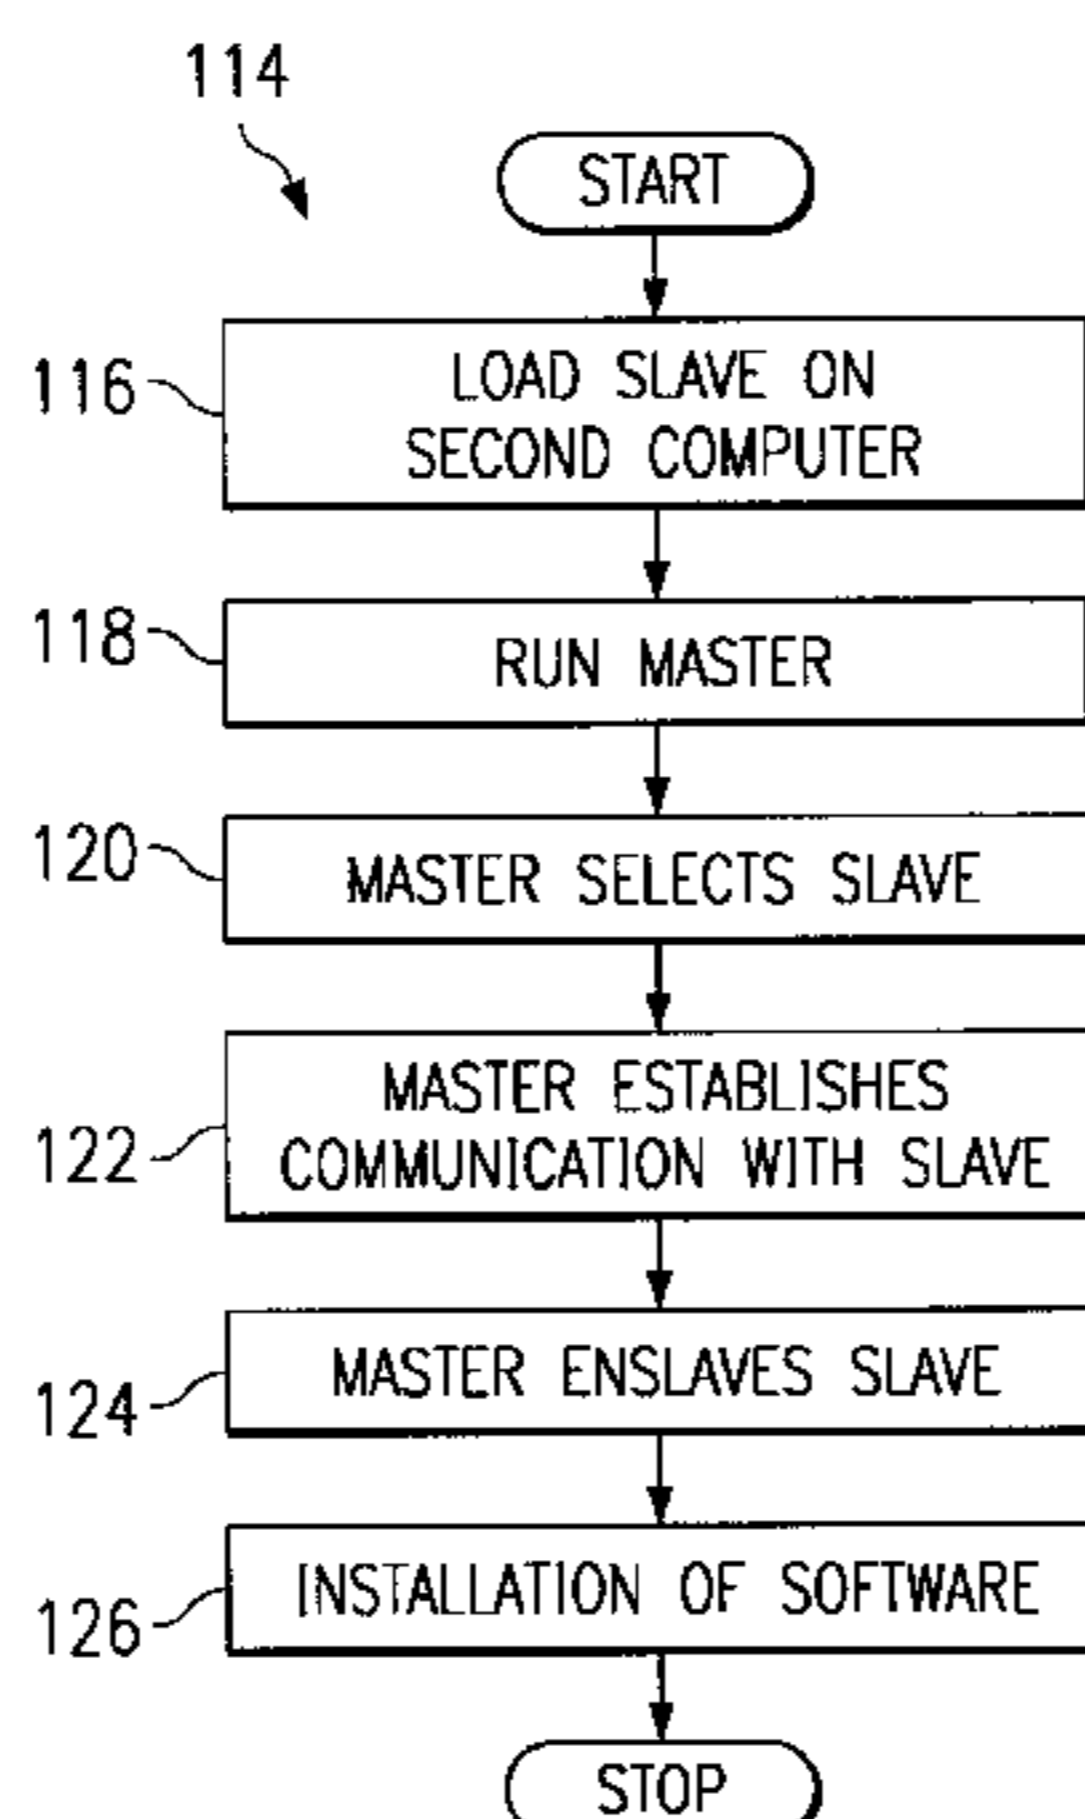 114
START
116
LOAD SLAVE ON
SECOND COMPUTER
118
RUN MASTER
120
MASTER SELECTS SLAVE
122
MASTER ESTABLISHES
COMMUNICATION WITH SLAVE
124
MASTER ENSLAVES SLAVE
126
INSTALLATION OF SOFTWARE
STOP